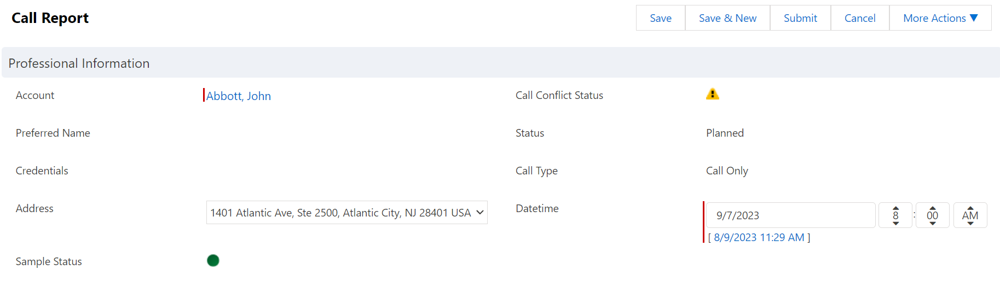 Call Report
Save
Save & New
Submit
Cancel
More Actions ▼
Professional Information
Account
Abbott, John
Call Conflict Status
Preferred Name
Status
Planned
Credentials
Call Type
Call Only
Address
1401 Atlantic Ave, Ste 2500, Atlantic City, NJ 28401 USA
Datetime
9/7/2023
8
:
00
AM
[ 8/9/2023 11:29 AM ]
Sample Status